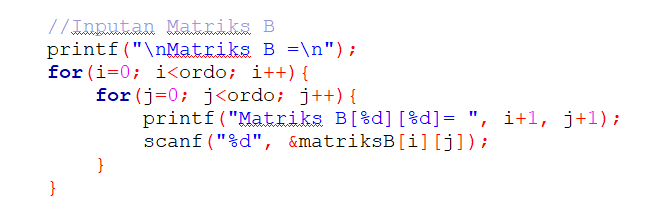 //Inputan Matriks B
printf("\nMatriks B =\n");
for(i=0; i<ordo; i++){
for(j=0; j<ordo; j++){
printf("Matriks B[%d][%d]= ", i+1, j+1);
scanf("%d", &matriksB[i][j]);
}
}